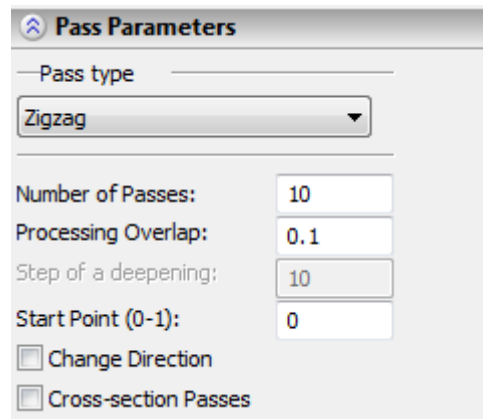 Pass Parameters
Pass type
Zigzag
Number of Passes: 10
Processing Overlap: 0.1
Step of a deepening: 10
Start Point (0-1): 0
Change Direction
Cross-section Passes